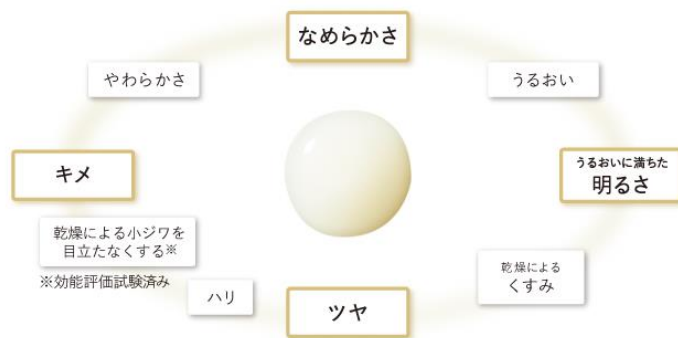 なめらかさ
やわらかさ
うるおい
キメ
うるおいに満ちた
明るさ
乾燥による小ジワを
目立たなくする※
※効能評価試験済み
乾燥による
くすみ
ハリ
ツヤ